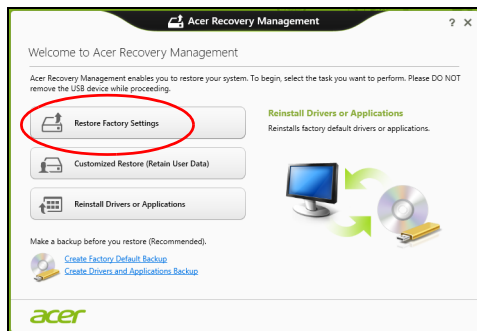 Acer Recovery Management
? ×
Welcome to Acer Recovery Management
Acer Recovery Management enables you to restore your system. To begin, select the task you want to perform. Please DO NOT
remove the USB device while proceeding.
Restore Factory Settings
Customized Restore (Retain User Data)
Reinstall Drivers or Applications
Reinstall Drivers or Applications
Reinstalls factory default drivers or applications.
Make a backup before you restore (Recommended).
Create Factory Default Backup
Create Drivers and Applications Backup
acer